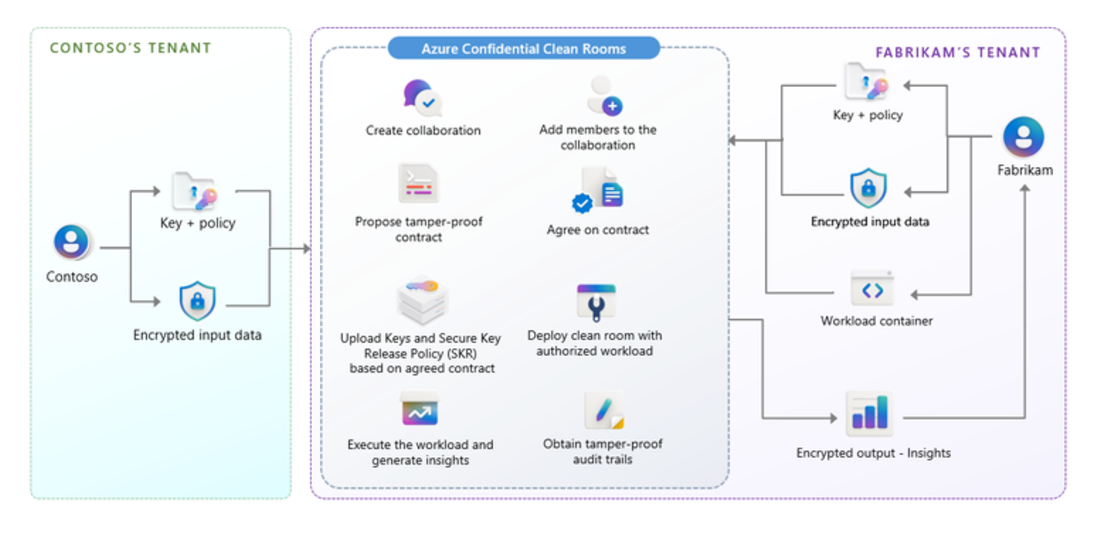 CONTOSO'S TENANT
Contoso
Key + policy
Encrypted input data
Azure Confidential Clean Rooms
Create collaboration
Add members to the
collaboration
Propose tamper-proof
contract
Agree on contract
Upload Keys and Secure Key
Release Policy (SKR)
based on agreed contract
Deploy clean room with
authorized workload
Execute the workload and
generate insights
Obtain tamper-proof
audit trails
FABRIKAM'S TENANT
Key + policy
Fabrikam
Encrypted input data
Workload container
Encrypted output - Insights